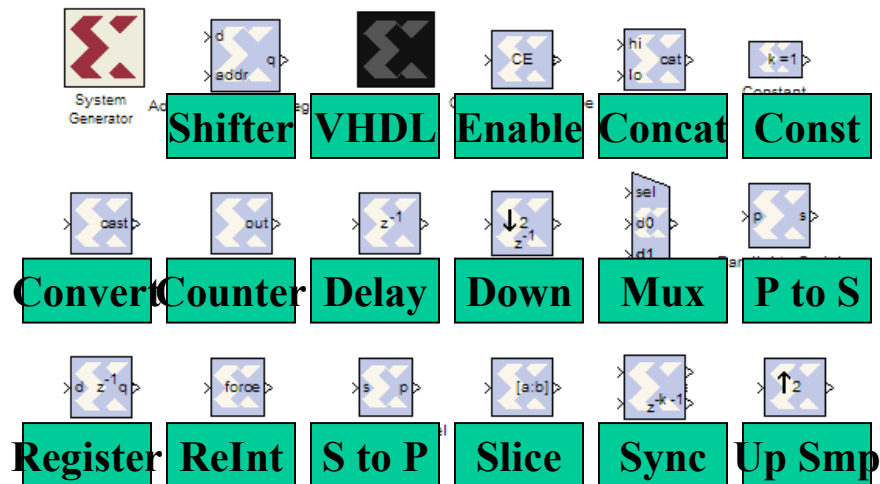 d
q
addr
CE
hi
cat
lo
k =1
System
Generator
Shifter VHDL Enable Concat Const
cast
out
z-1
↓2
z-1
sel
d0
d1
p s
Convert Counter Delay Down Mux P to S
d z-1 q
force
s p
[a:b]
z-k-1
↑2
Register ReInt S to P Slice Sync Up Smp